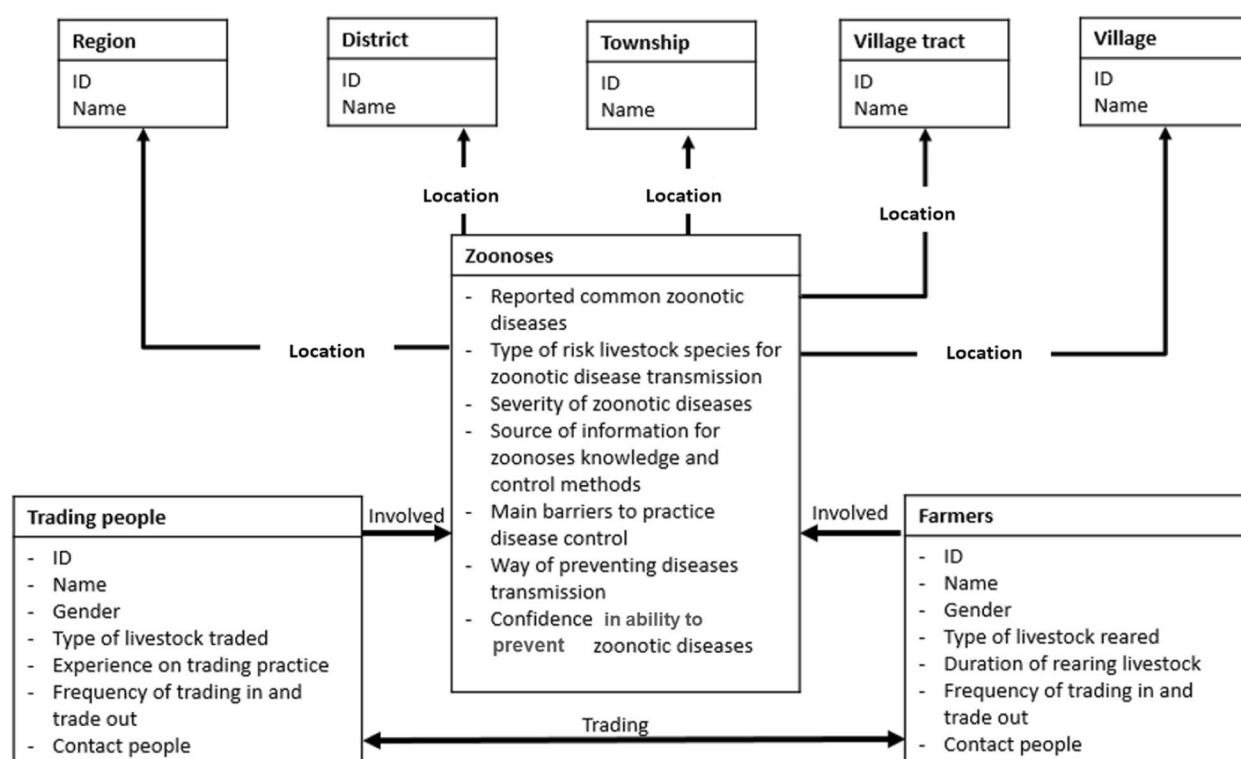 Region
ID
Name
District
ID
Name
Township
ID
Name
Village tract
ID
Name
Village
ID
Name
Location
Location
Location
Location
Location
Zoonoses
- Reported common zoonotic
diseases
- Type of risk livestock species for
zoonotic disease transmission
- Severity of zoonotic diseases
- Source of information for
zoonoses knowledge and
control methods
- Main barriers to practice
disease control
- Way of preventing diseases
transmission
- Confidence in ability to
prevent zoonotic diseases
Trading people
- ID
- Name
- Gender
- Type of livestock traded
- Experience on trading practice
- Frequency of trading in and
trade out
- Contact people
Involved
Involved
Farmers
- ID
- Name
- Gender
- Type of livestock reared
- Duration of rearing livestock
- Frequency of trading in and
trade out
- Contact people
Trading